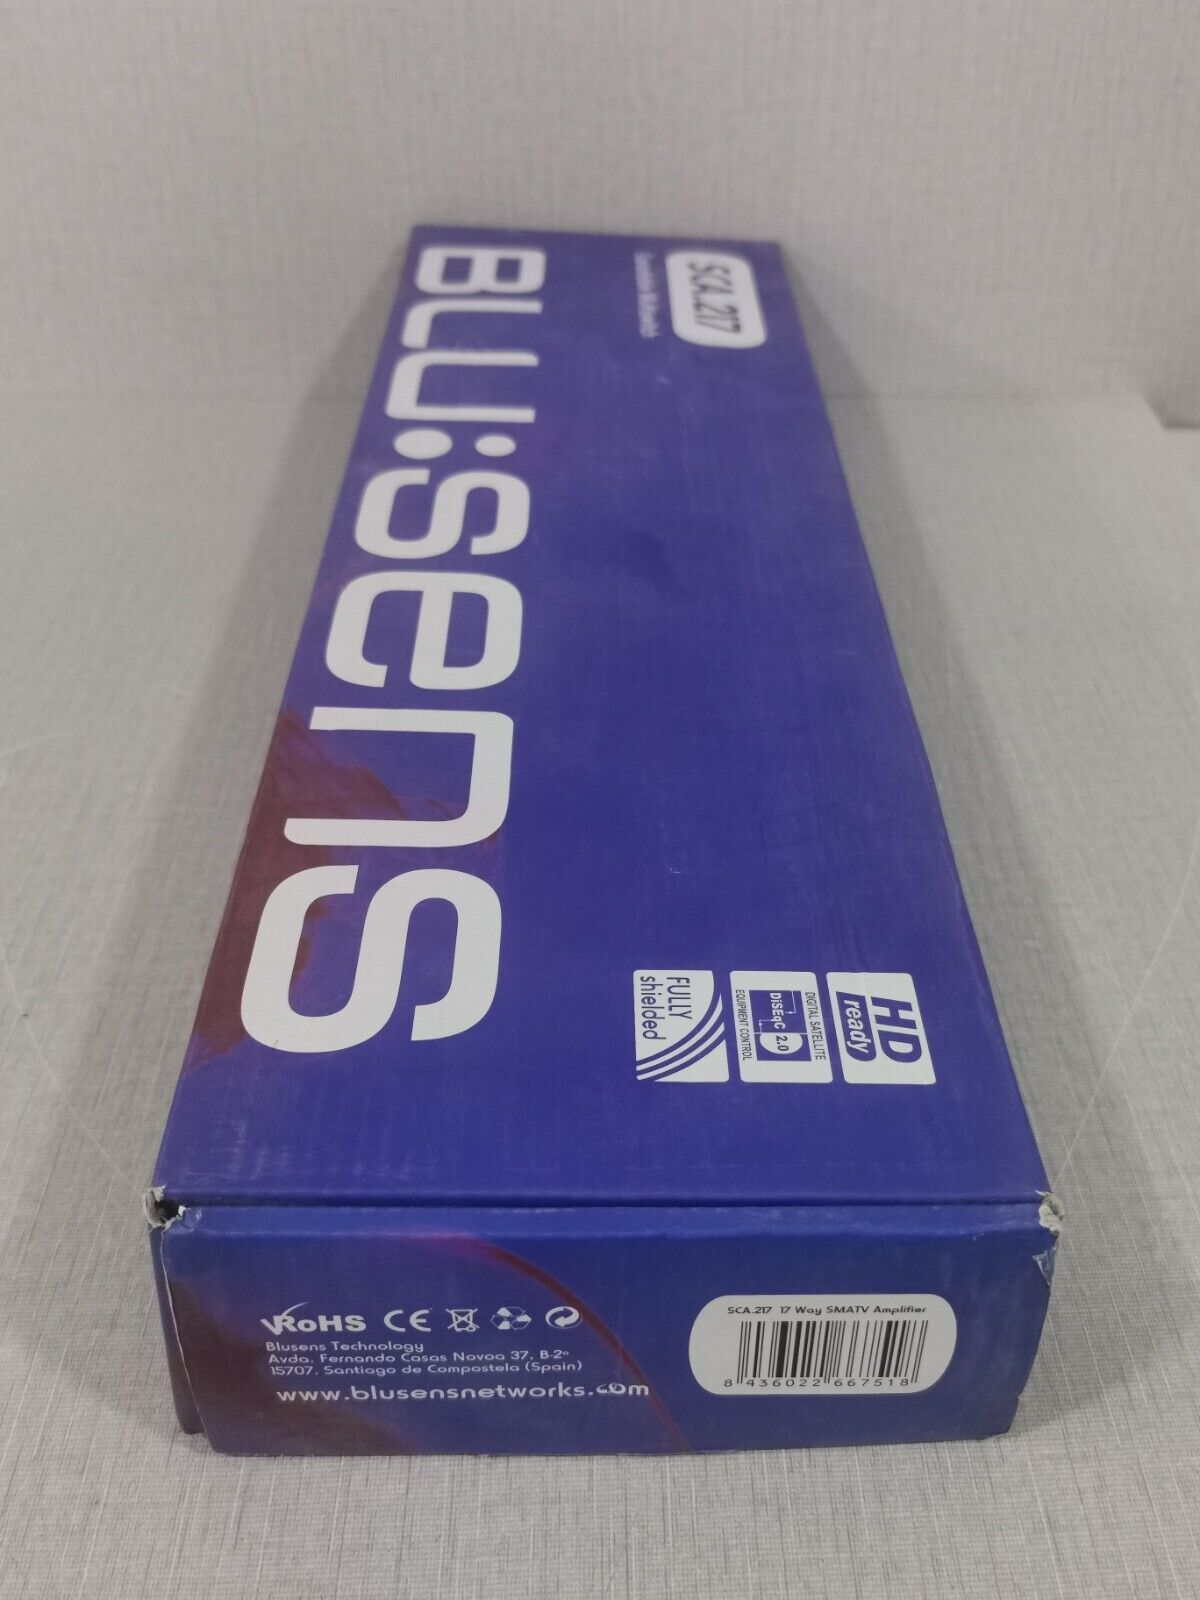 BLU:sens
SCA.217
Cascadable Multiswitch
HD
ready
DIGITAL SATELLITE
DiSEqC 2.0
EQUIPMENT CONTROL
FULLY
shielded
RoHS CE
Blusens Technology
Avda. Fernando Casas Novoa 37, B-2º
15707. Santiago de Compostela (Spain)
www.blusensnetworks.com
SCA.217 17 Way SMATV Amplifier
8 436022 667518